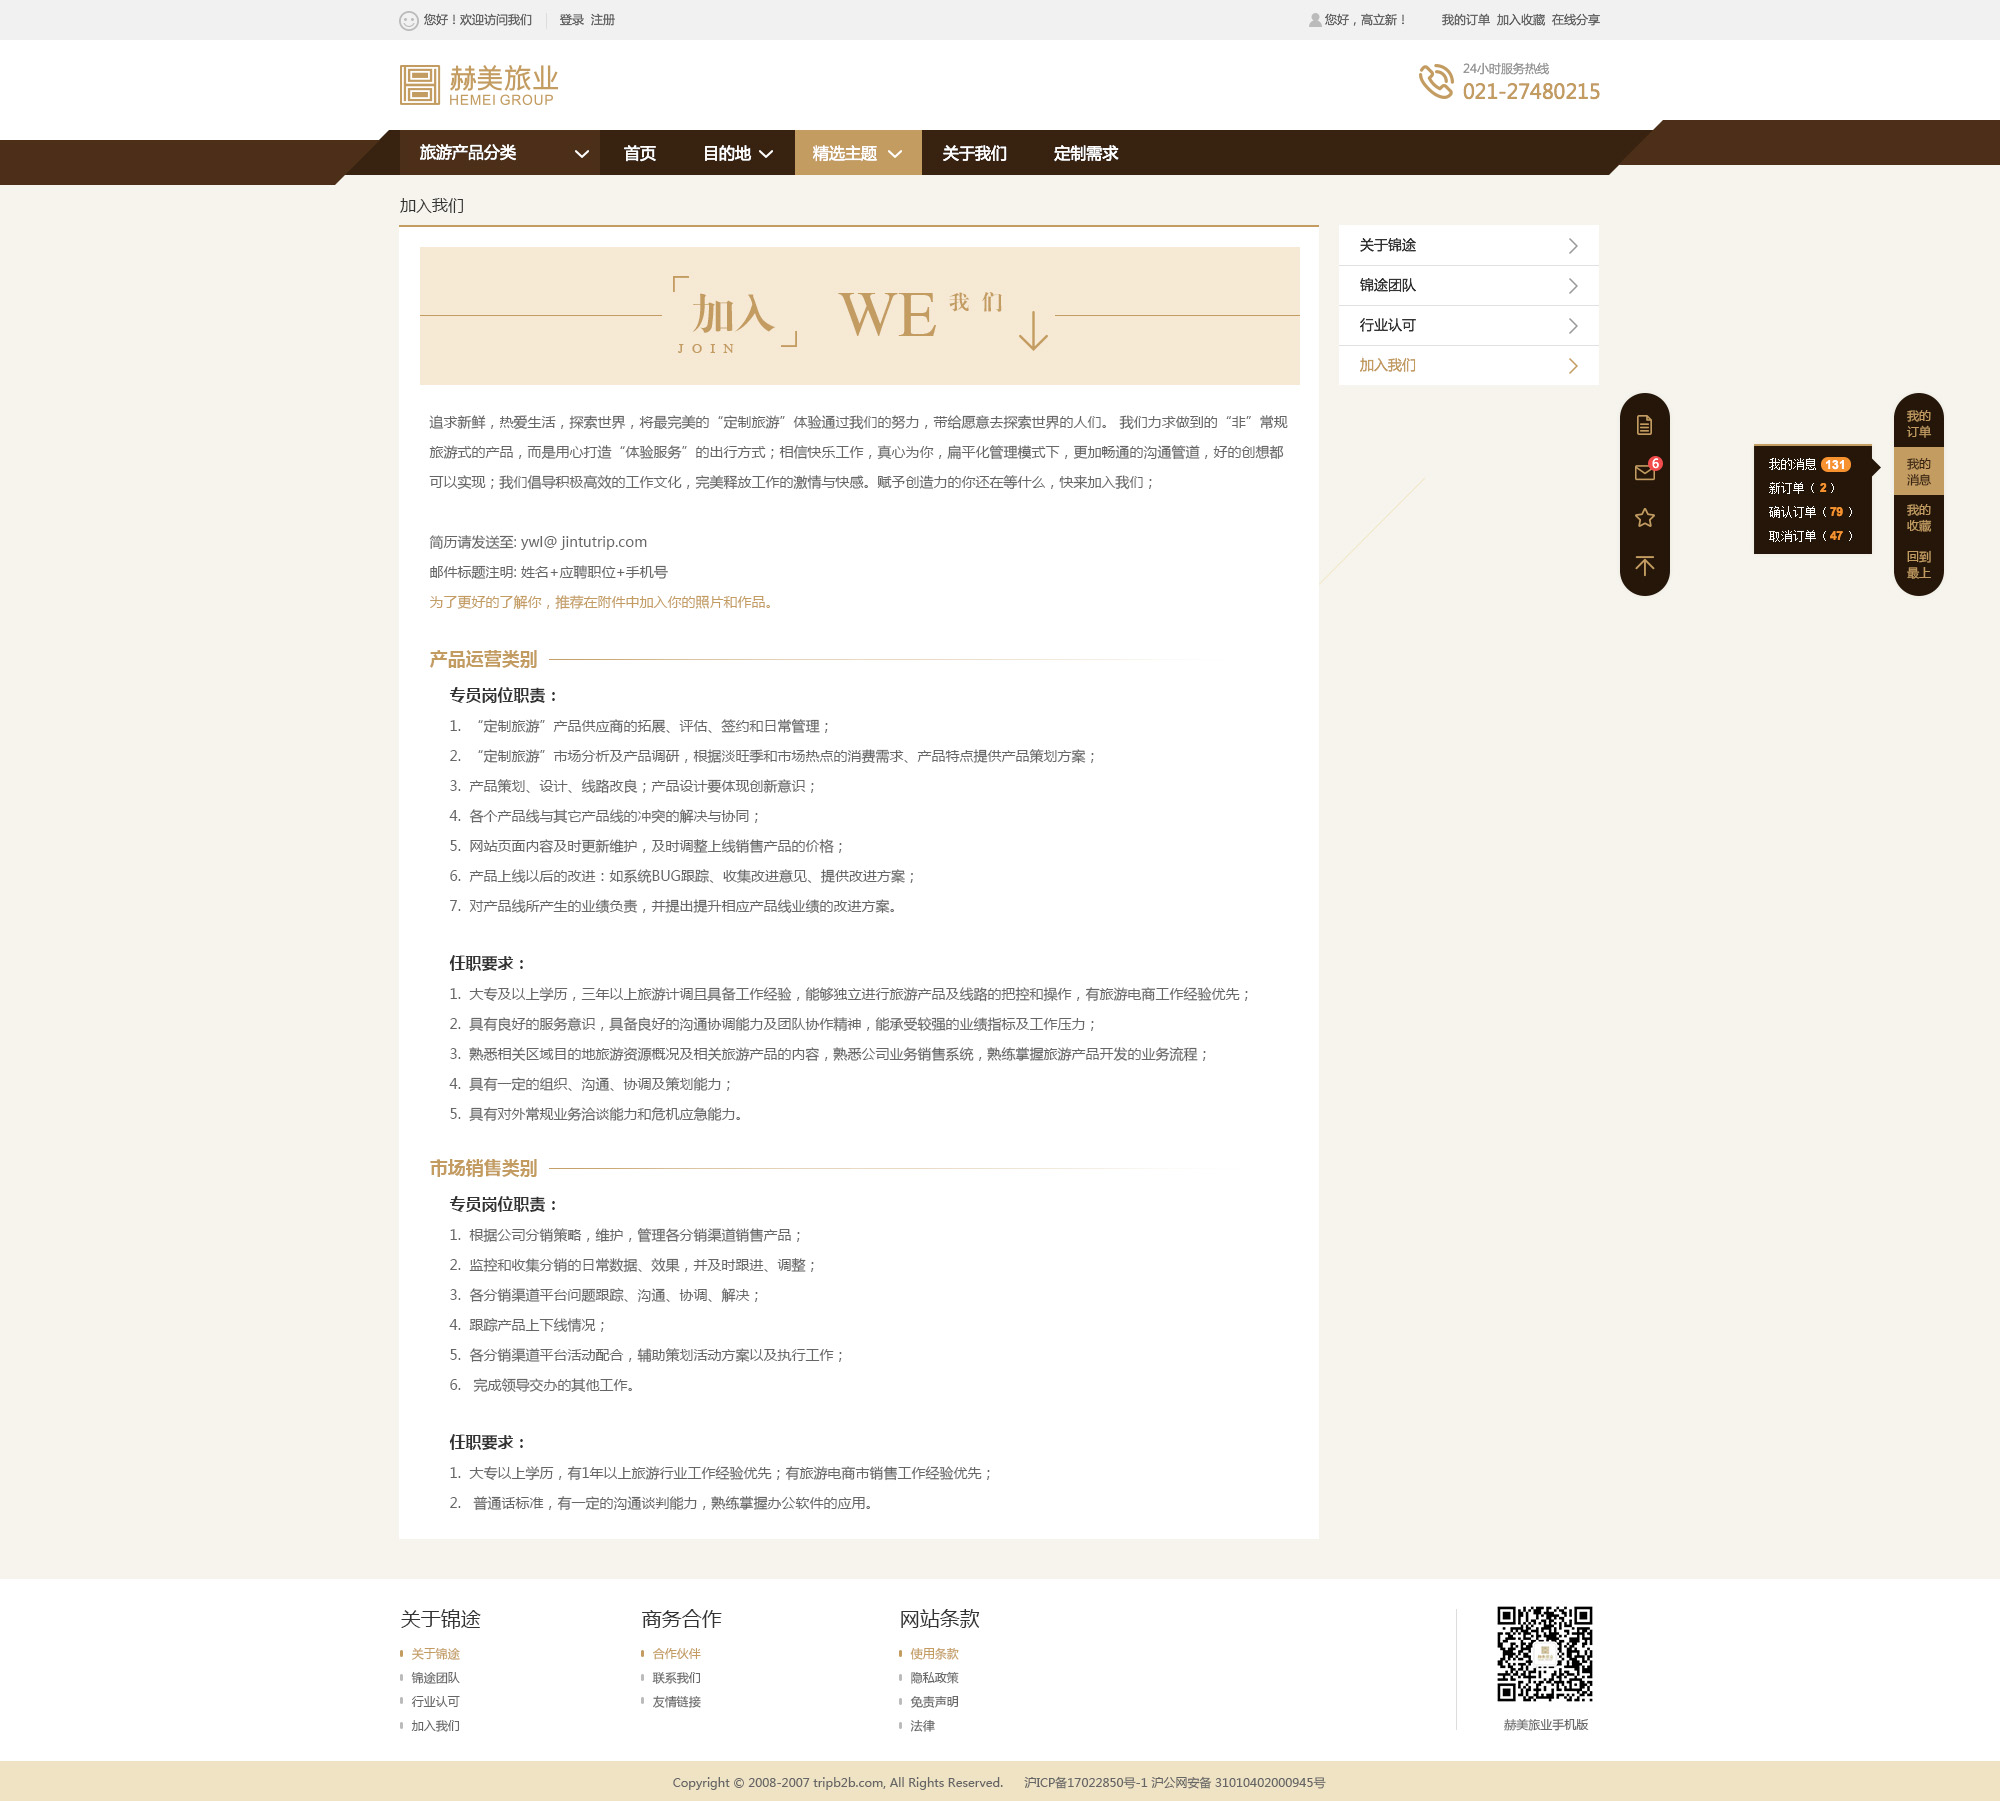 您好！欢迎访问我们 登录 注册
您好，高立新！ 我的订单 加入收藏 在线分享
赫美旅业
HEMEI GROUP
24小时服务热线
021-27480215
旅游产品分类 首页 目的地 精选主题 关于我们 定制需求
加入我们
加入 WE 我们
JOIN
关于锦途
锦途团队
行业认可
加入我们
6
我的消息 131
新订单（ 2 ）
确认订单（79 ）
取消订单（47 ）
我的
订单
我的
消息
我的
收藏
回到
最上
追求新鲜，热爱生活，探索世界，将最完美的“定制旅游”体验通过我们的努力，带给愿意去探索世界的人们。 我们力求做到的“非”常规
旅游式的产品，而是用心打造“体验服务”的出行方式；相信快乐工作，真心为你，扁平化管理模式下，更加畅通的沟通管道，好的创想都
可以实现；我们倡导积极高效的工作文化，完美释放工作的激情与快感。赋予创造力的你还在等什么，快来加入我们；
简历请发送至: ywl@ jintutrip.com
邮件标题注明: 姓名+应聘职位+手机号
为了更好的了解你，推荐在附件中加入你的照片和作品。
产品运营类别
专员岗位职责：
1. “定制旅游”产品供应商的拓展、评估、签约和日常管理；
2. “定制旅游”市场分析及产品调研，根据淡旺季和市场热点的消费需求、产品特点提供产品策划方案；
3. 产品策划、设计、线路改良；产品设计要体现创新意识；
4. 各个产品线与其它产品线的冲突的解决与协同；
5. 网站页面内容及时更新维护，及时调整上线销售产品的价格；
6. 产品上线以后的改进：如系统BUG跟踪、收集改进意见、提供改进方案；
7. 对产品线所产生的业绩负责，并提出提升相应产品线业绩的改进方案。
任职要求：
1. 大专及以上学历，三年以上旅游计调且具备工作经验，能够独立进行旅游产品及线路的把控和操作，有旅游电商工作经验优先；
2. 具有良好的服务意识，具备良好的沟通协调能力及团队协作精神，能承受较强的业绩指标及工作压力；
3. 熟悉相关区域目的地旅游资源概况及相关旅游产品的内容，熟悉公司业务销售系统，熟练掌握旅游产品开发的业务流程；
4. 具有一定的组织、沟通、协调及策划能力；
5. 具有对外常规业务洽谈能力和危机应急能力。
市场销售类别
专员岗位职责：
1. 根据公司分销策略，维护，管理各分销渠道销售产品；
2. 监控和收集分销的日常数据、效果，并及时跟进、调整；
3. 各分销渠道平台问题跟踪、沟通、协调、解决；
4. 跟踪产品上下线情况；
5. 各分销渠道平台活动配合，辅助策划活动方案以及执行工作；
6. 完成领导交办的其他工作。
任职要求：
1. 大专以上学历，有1年以上旅游行业工作经验优先；有旅游电商市销售工作经验优先；
2. 普通话标准，有一定的沟通谈判能力，熟练掌握办公软件的应用。
关于锦途
关于锦途
锦途团队
行业认可
加入我们
商务合作
合作伙伴
联系我们
友情链接
网站条款
使用条款
隐私政策
免责声明
法律
赫美旅业手机版
Copyright © 2008-2007 tripb2b.com, All Rights Reserved. 沪ICP备17022850号-1 沪公网安备 31010402000945号